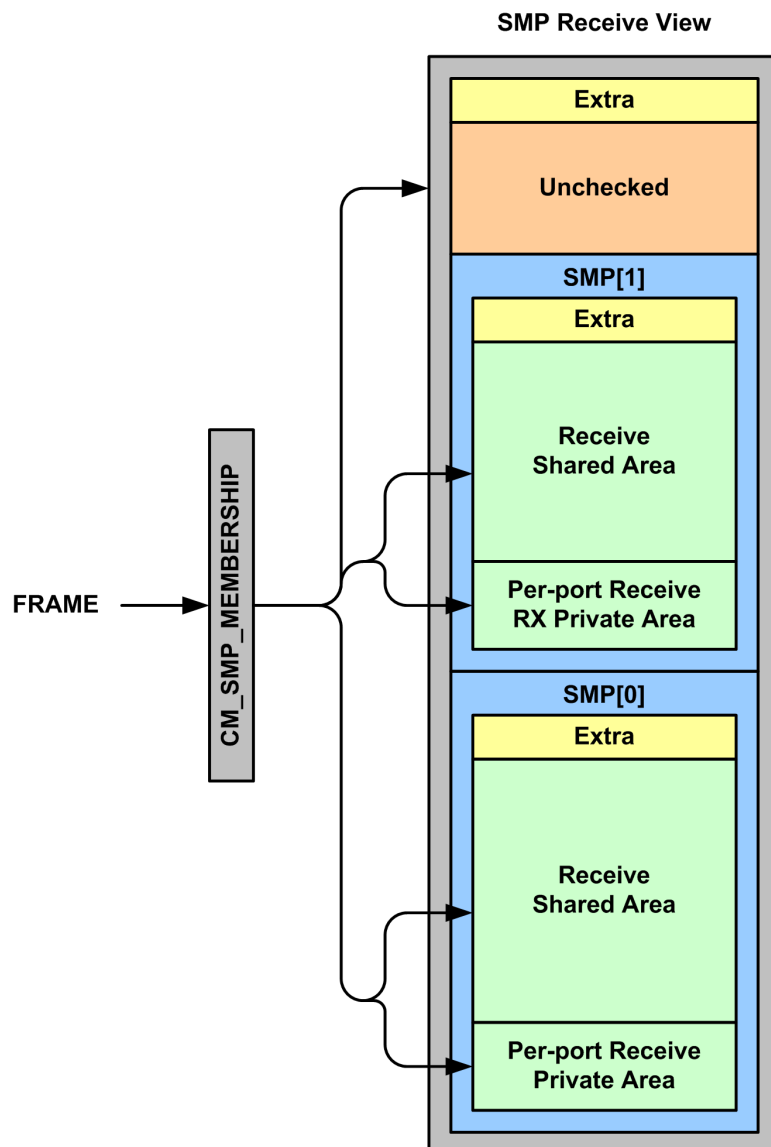 SMP Receive View
Extra
Unchecked
SMP[1]
Extra
Receive
Shared Area
Per-port Receive
RX Private Area
FRAME
CM_SMP_MEMBERSHIP
SMP[0]
Extra
Receive
Shared Area
Per-port Receive
Private Area